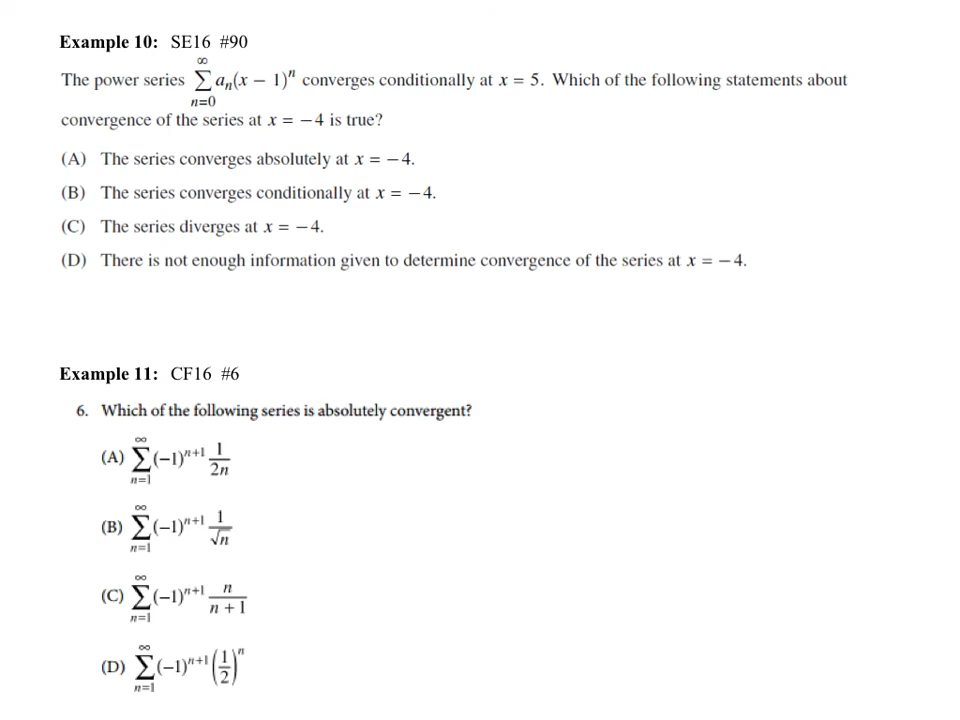 Example 10: SE16 #90
The power series ∑_{n=0}^{∞} a_n(x − 1)^n converges conditionally at x = 5. Which of the following statements about
convergence of the series at x = −4 is true?
(A) The series converges absolutely at x = −4.
(B) The series converges conditionally at x = −4.
(C) The series diverges at x = −4.
(D) There is not enough information given to determine convergence of the series at x = −4.
Example 11: CF16 #6
6. Which of the following series is absolutely convergent?
(A) ∑_{n=1}^{∞} (−1)^{n+1} 1/(2n)
(B) ∑_{n=1}^{∞} (−1)^{n+1} 1/√n
(C) ∑_{n=1}^{∞} (−1)^{n+1} n/(n + 1)
(D) ∑_{n=1}^{∞} (−1)^{n+1} (1/2)^n